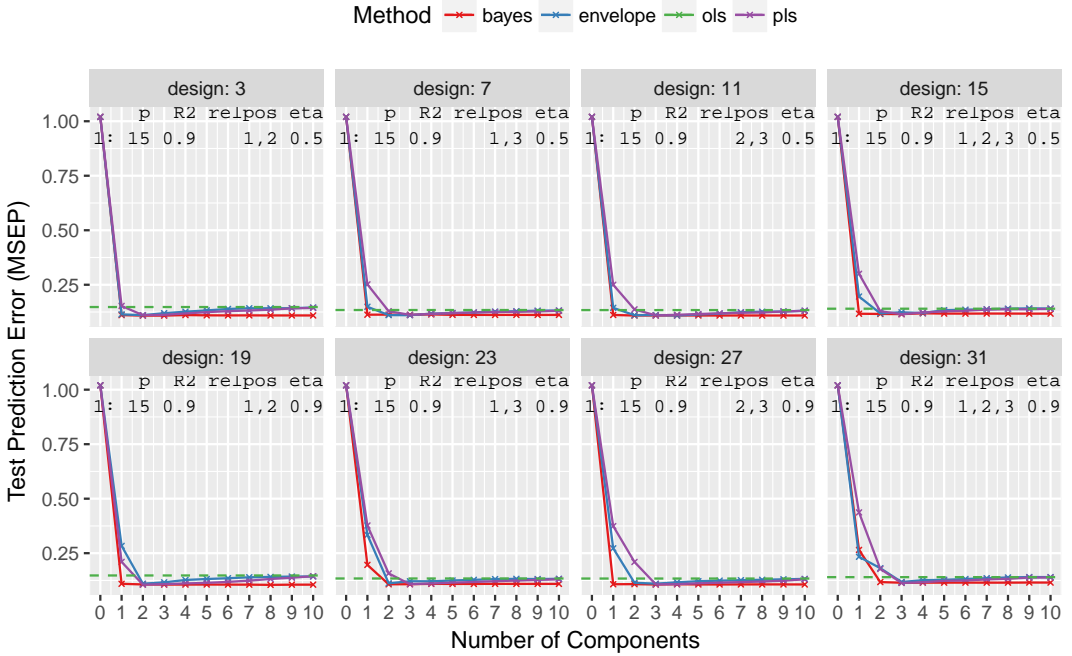 Method bayes envelope ols pls
design: 3 design: 7 design: 11 design: 15
p R2 relpos eta p R2 relpos eta p R2 relpos eta p R2 relpos eta
1: 15 0.9 1,2 0.5 1: 15 0.9 1,3 0.5 1: 15 0.9 2,3 0.5 1: 15 0.9 1,2,3 0.5
1.00
0.75
0.50
0.25
design: 19 design: 23 design: 27 design: 31
p R2 relpos eta p R2 relpos eta p R2 relpos eta p R2 relpos eta
1: 15 0.9 1,2 0.9 1: 15 0.9 1,3 0.9 1: 15 0.9 2,3 0.9 1: 15 0.9 1,2,3 0.9
1.00
0.75
0.50
0.25
Test Prediction Error (MSEP)
0 1 2 3 4 5 6 7 8 9 10 0 1 2 3 4 5 6 7 8 9 10 0 1 2 3 4 5 6 7 8 9 10 0 1 2 3 4 5 6 7 8 9 10
Number of Components